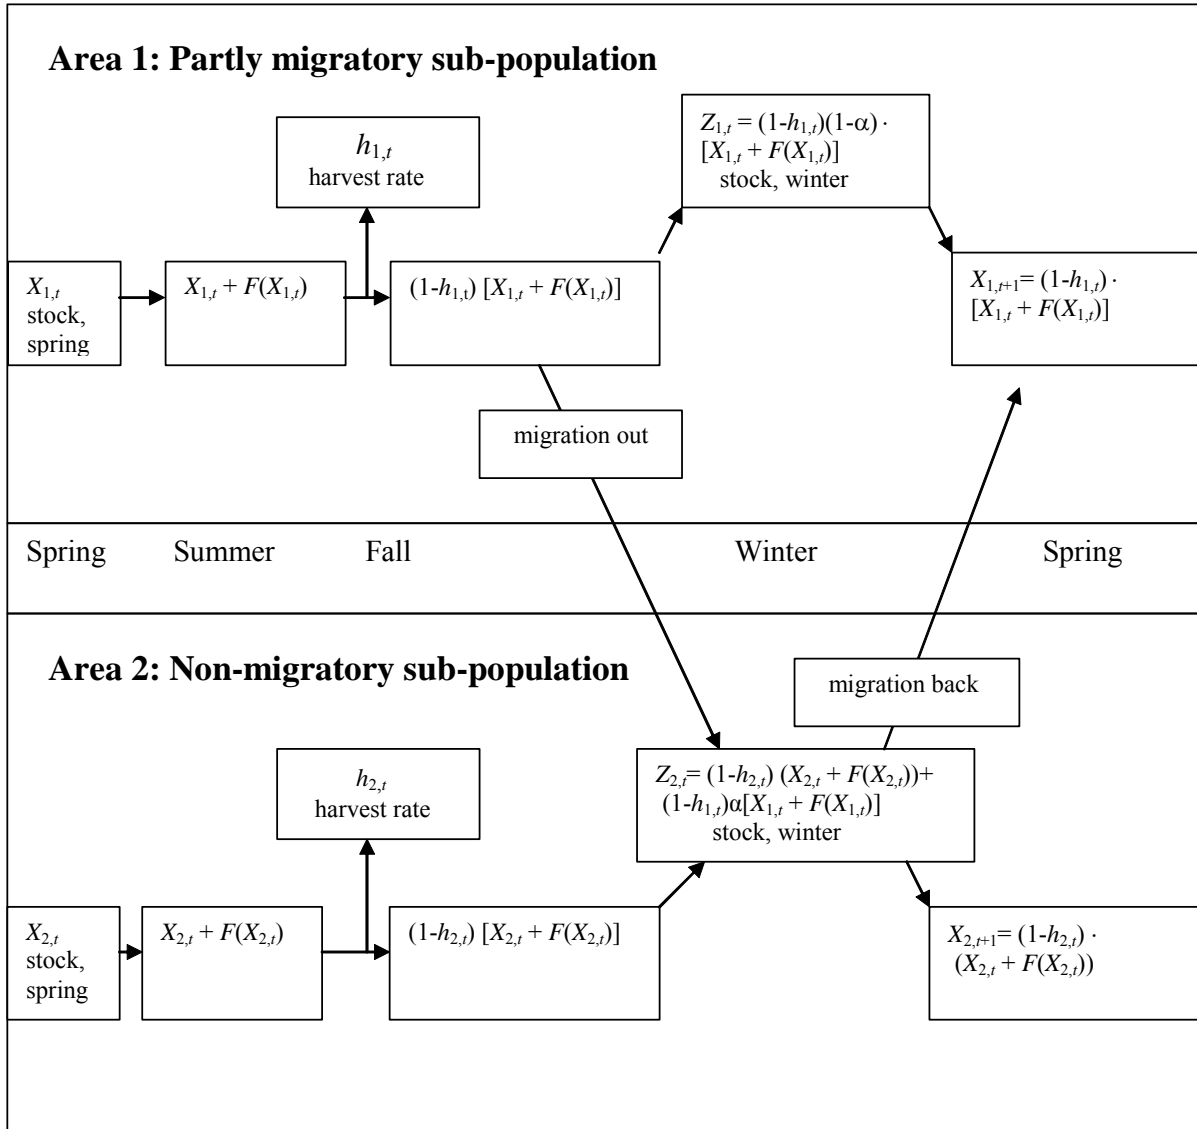 Area 1: Partly migratory sub-population
h₁,t
harvest rate
Z₁,t = (1-h₁,t)(1-α) ·
[X₁,t + F(X₁,t)]
stock, winter
X₁,t
stock,
spring
X₁,t + F(X₁,t)
(1-h₁,t) [X₁,t + F(X₁,t)]
X₁,t+1= (1-h₁,t) ·
[X₁,t + F(X₁,t)]
migration out
Spring Summer Fall Winter Spring
Area 2: Non-migratory sub-population
migration back
h₂,t
harvest rate
Z₂,t= (1-h₂,t) (X₂,t + F(X₂,t))+
(1-h₁,t)α[X₁,t + F(X₁,t)]
stock, winter
X₂,t
stock,
spring
X₂,t + F(X₂,t)
(1-h₂,t) [X₂,t + F(X₂,t)]
X₂,t+1= (1-h₂,t) ·
(X₂,t + F(X₂,t))